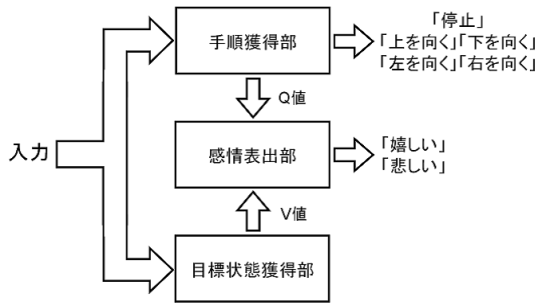 「停止」
手順獲得部
「上を向く」「下を向く」
「左を向く」「右を向く」
Q値
入力
感情表出部
「嬉しい」
「悲しい」
V値
目標状態獲得部